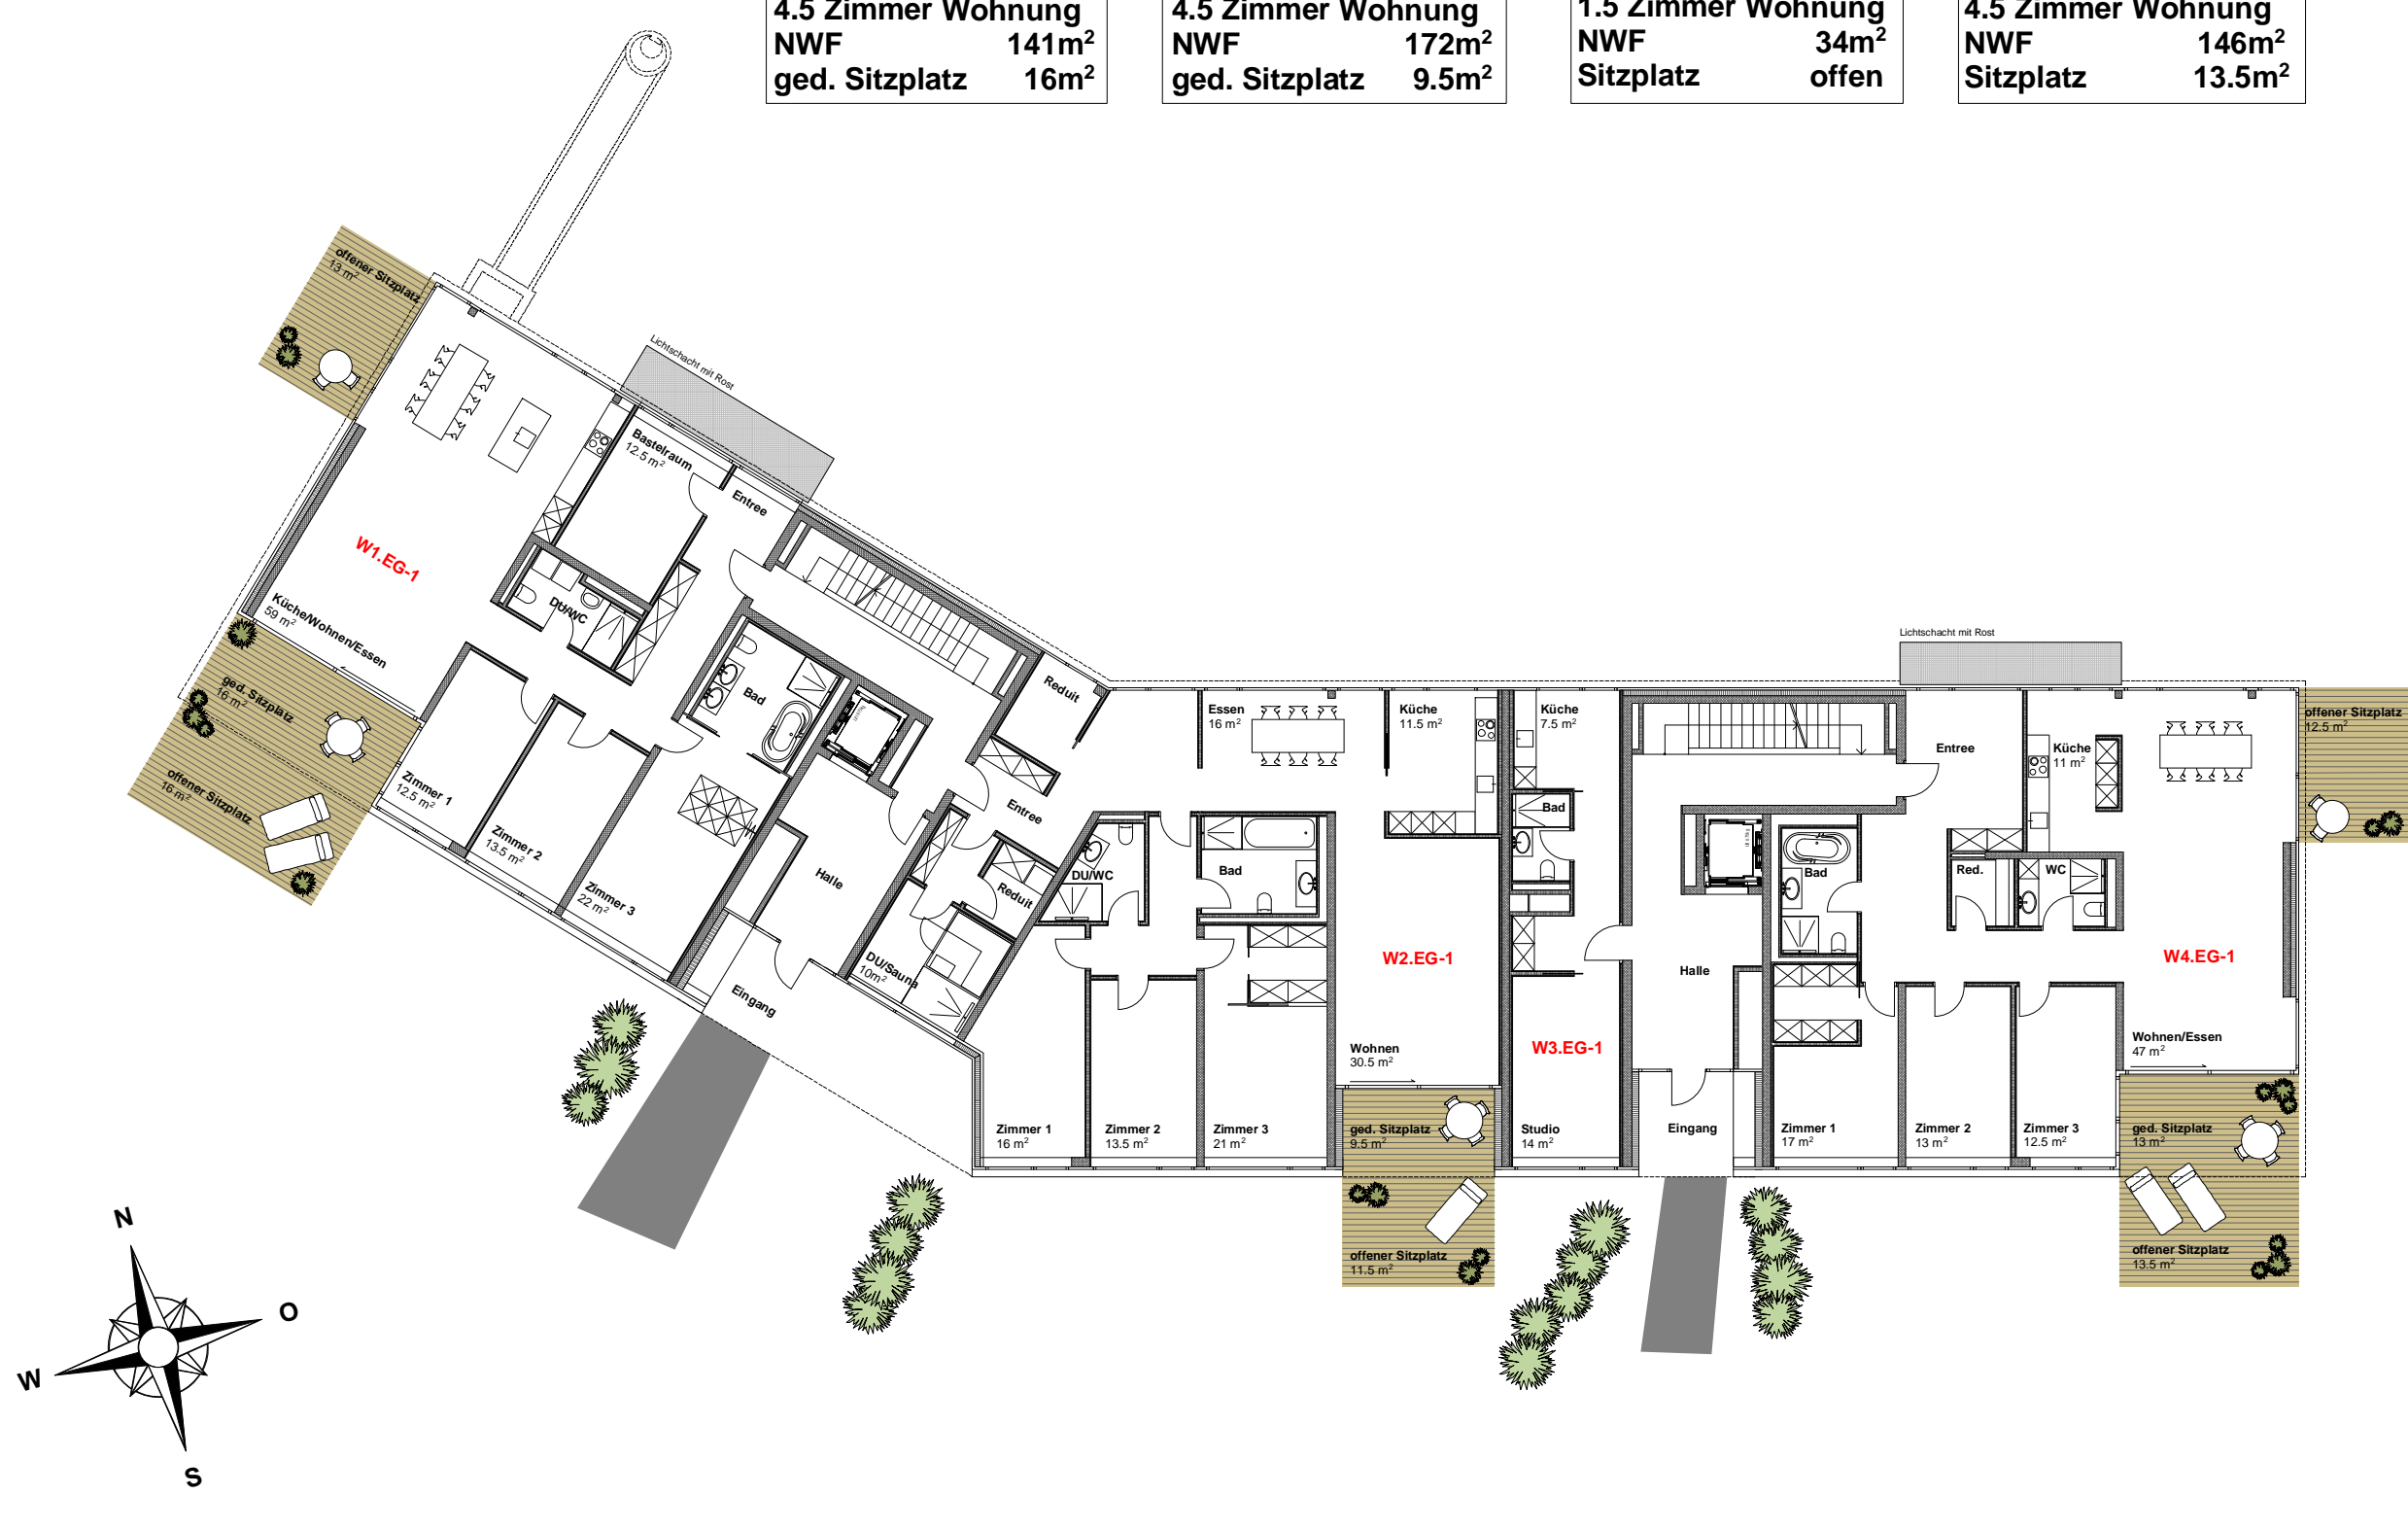 4.5 Zimmer Wohnung
NWF 141m²
ged. Sitzplatz 16m²
4.5 Zimmer Wohnung
NWF 172m²
ged. Sitzplatz 9.5m²
1.5 Zimmer Wohnung
NWF 34m²
Sitzplatz offen
4.5 Zimmer Wohnung
NWF 146m²
Sitzplatz 13.5m²
offener Sitzplatz
13 m²
Lichtschacht mit Rost
Bastelraum
12.5 m²
Entree
W1.EG-1
Küche/Wohnen/Essen
59 m²
DU/WC
ged. Sitzplatz
16 m²
offener Sitzplatz
16 m²
Zimmer 1
12.5 m²
Zimmer 2
13.5 m²
Zimmer 3
22 m²
Bad
Halle
Eingang
Reduit
Entree
Reduit
DU/Sauna
10m²
DU/WC
Essen
16 m²
Küche
11.5 m²
Bad
W2.EG-1
Wohnen
30.5 m²
Zimmer 1
16 m²
Zimmer 2
13.5 m²
Zimmer 3
21 m²
ged. Sitzplatz
9.5 m²
offener Sitzplatz
11.5 m²
Küche
7.5 m²
Bad
W3.EG-1
Studio
14 m²
Halle
Eingang
Lichtschacht mit Rost
Entree
Küche
11 m²
Bad
Red.
WC
W4.EG-1
Wohnen/Essen
47 m²
Zimmer 1
17 m²
Zimmer 2
13 m²
Zimmer 3
12.5 m²
ged. Sitzplatz
13 m²
offener Sitzplatz
13.5 m²
offener Sitzplatz
12.5 m²
N
O
W
S